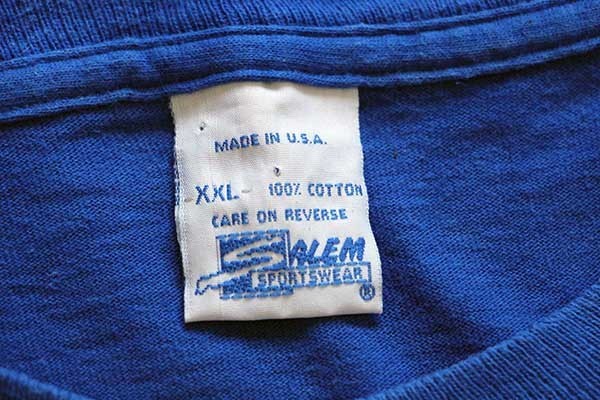 MADE IN U.S.A.
XXL- 100% COTTON
CARE ON REVERSE
SALEM
SPORTSWEAR
®